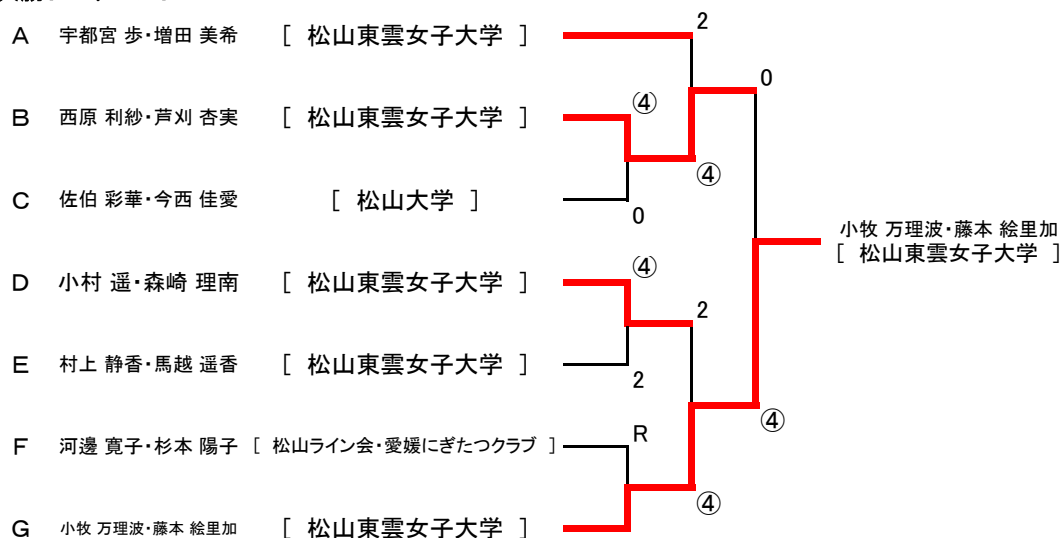 A 宇都宮 歩・増田 美希 [ 松山東雲女子大学 ] 2
0
B 西原 利紗・芦刈 杏実 [ 松山東雲女子大学 ] ④
④
C 佐伯 彩華・今西 佳愛 [ 松山大学 ] 0
小牧 万理波・藤本 絵里加
[ 松山東雲女子大学 ]
D 小村 遥・森崎 理南 [ 松山東雲女子大学 ] ④
2
E 村上 静香・馬越 遥香 [ 松山東雲女子大学 ] 2
④
F 河邊 寛子・杉本 陽子 [ 松山ライン会・愛媛にぎたつクラブ ] R
④
G 小牧 万理波・藤本 絵里加 [ 松山東雲女子大学 ]